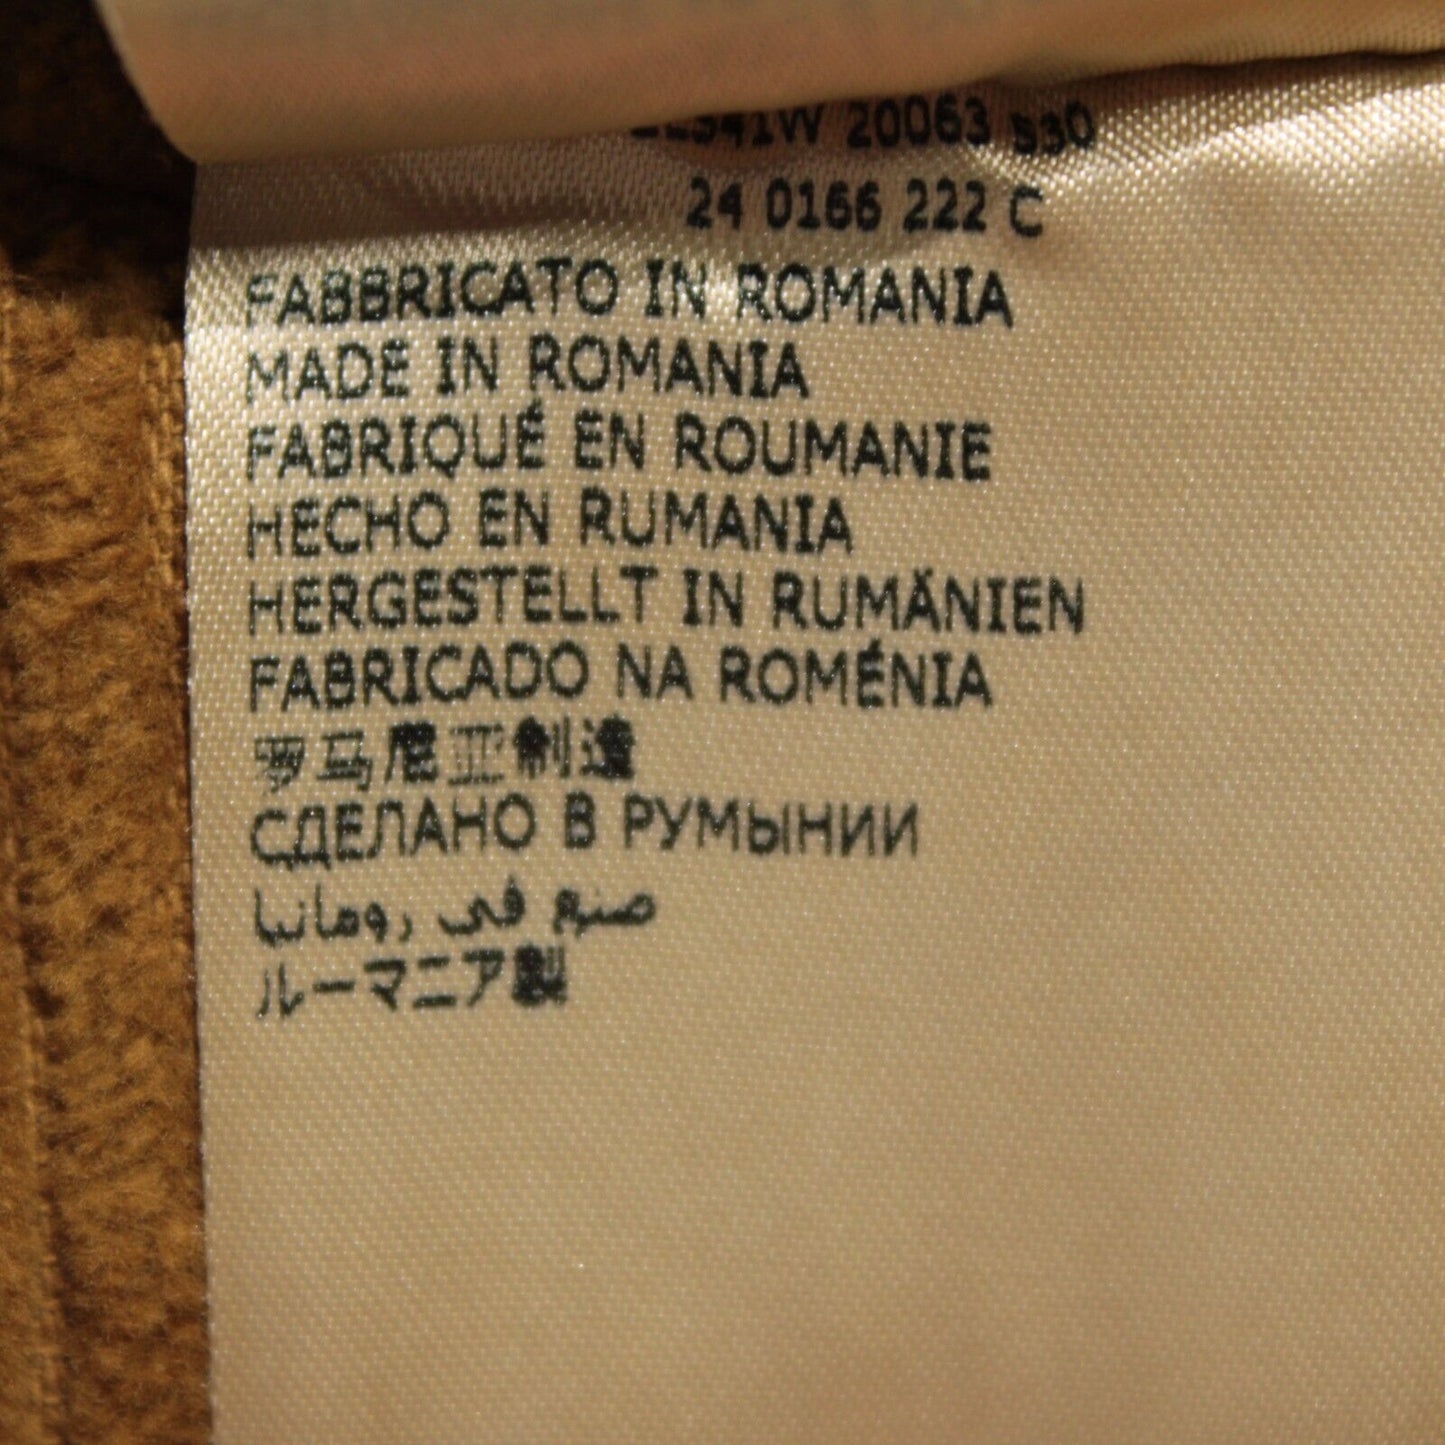 20063 S30
24 0166 222 C
FABBRICATO IN ROMANIA
MADE IN ROMANIA
FABRIQUÉ EN ROUMANIE
HECHO EN RUMANIA
HERGESTELLT IN RUMÄNIEN
FABRICADO NA ROMÉNIA
罗马尼亚制造
СДЕЛАНО В РУМЫНИИ
صنع في رومانيا
ルーマニア製